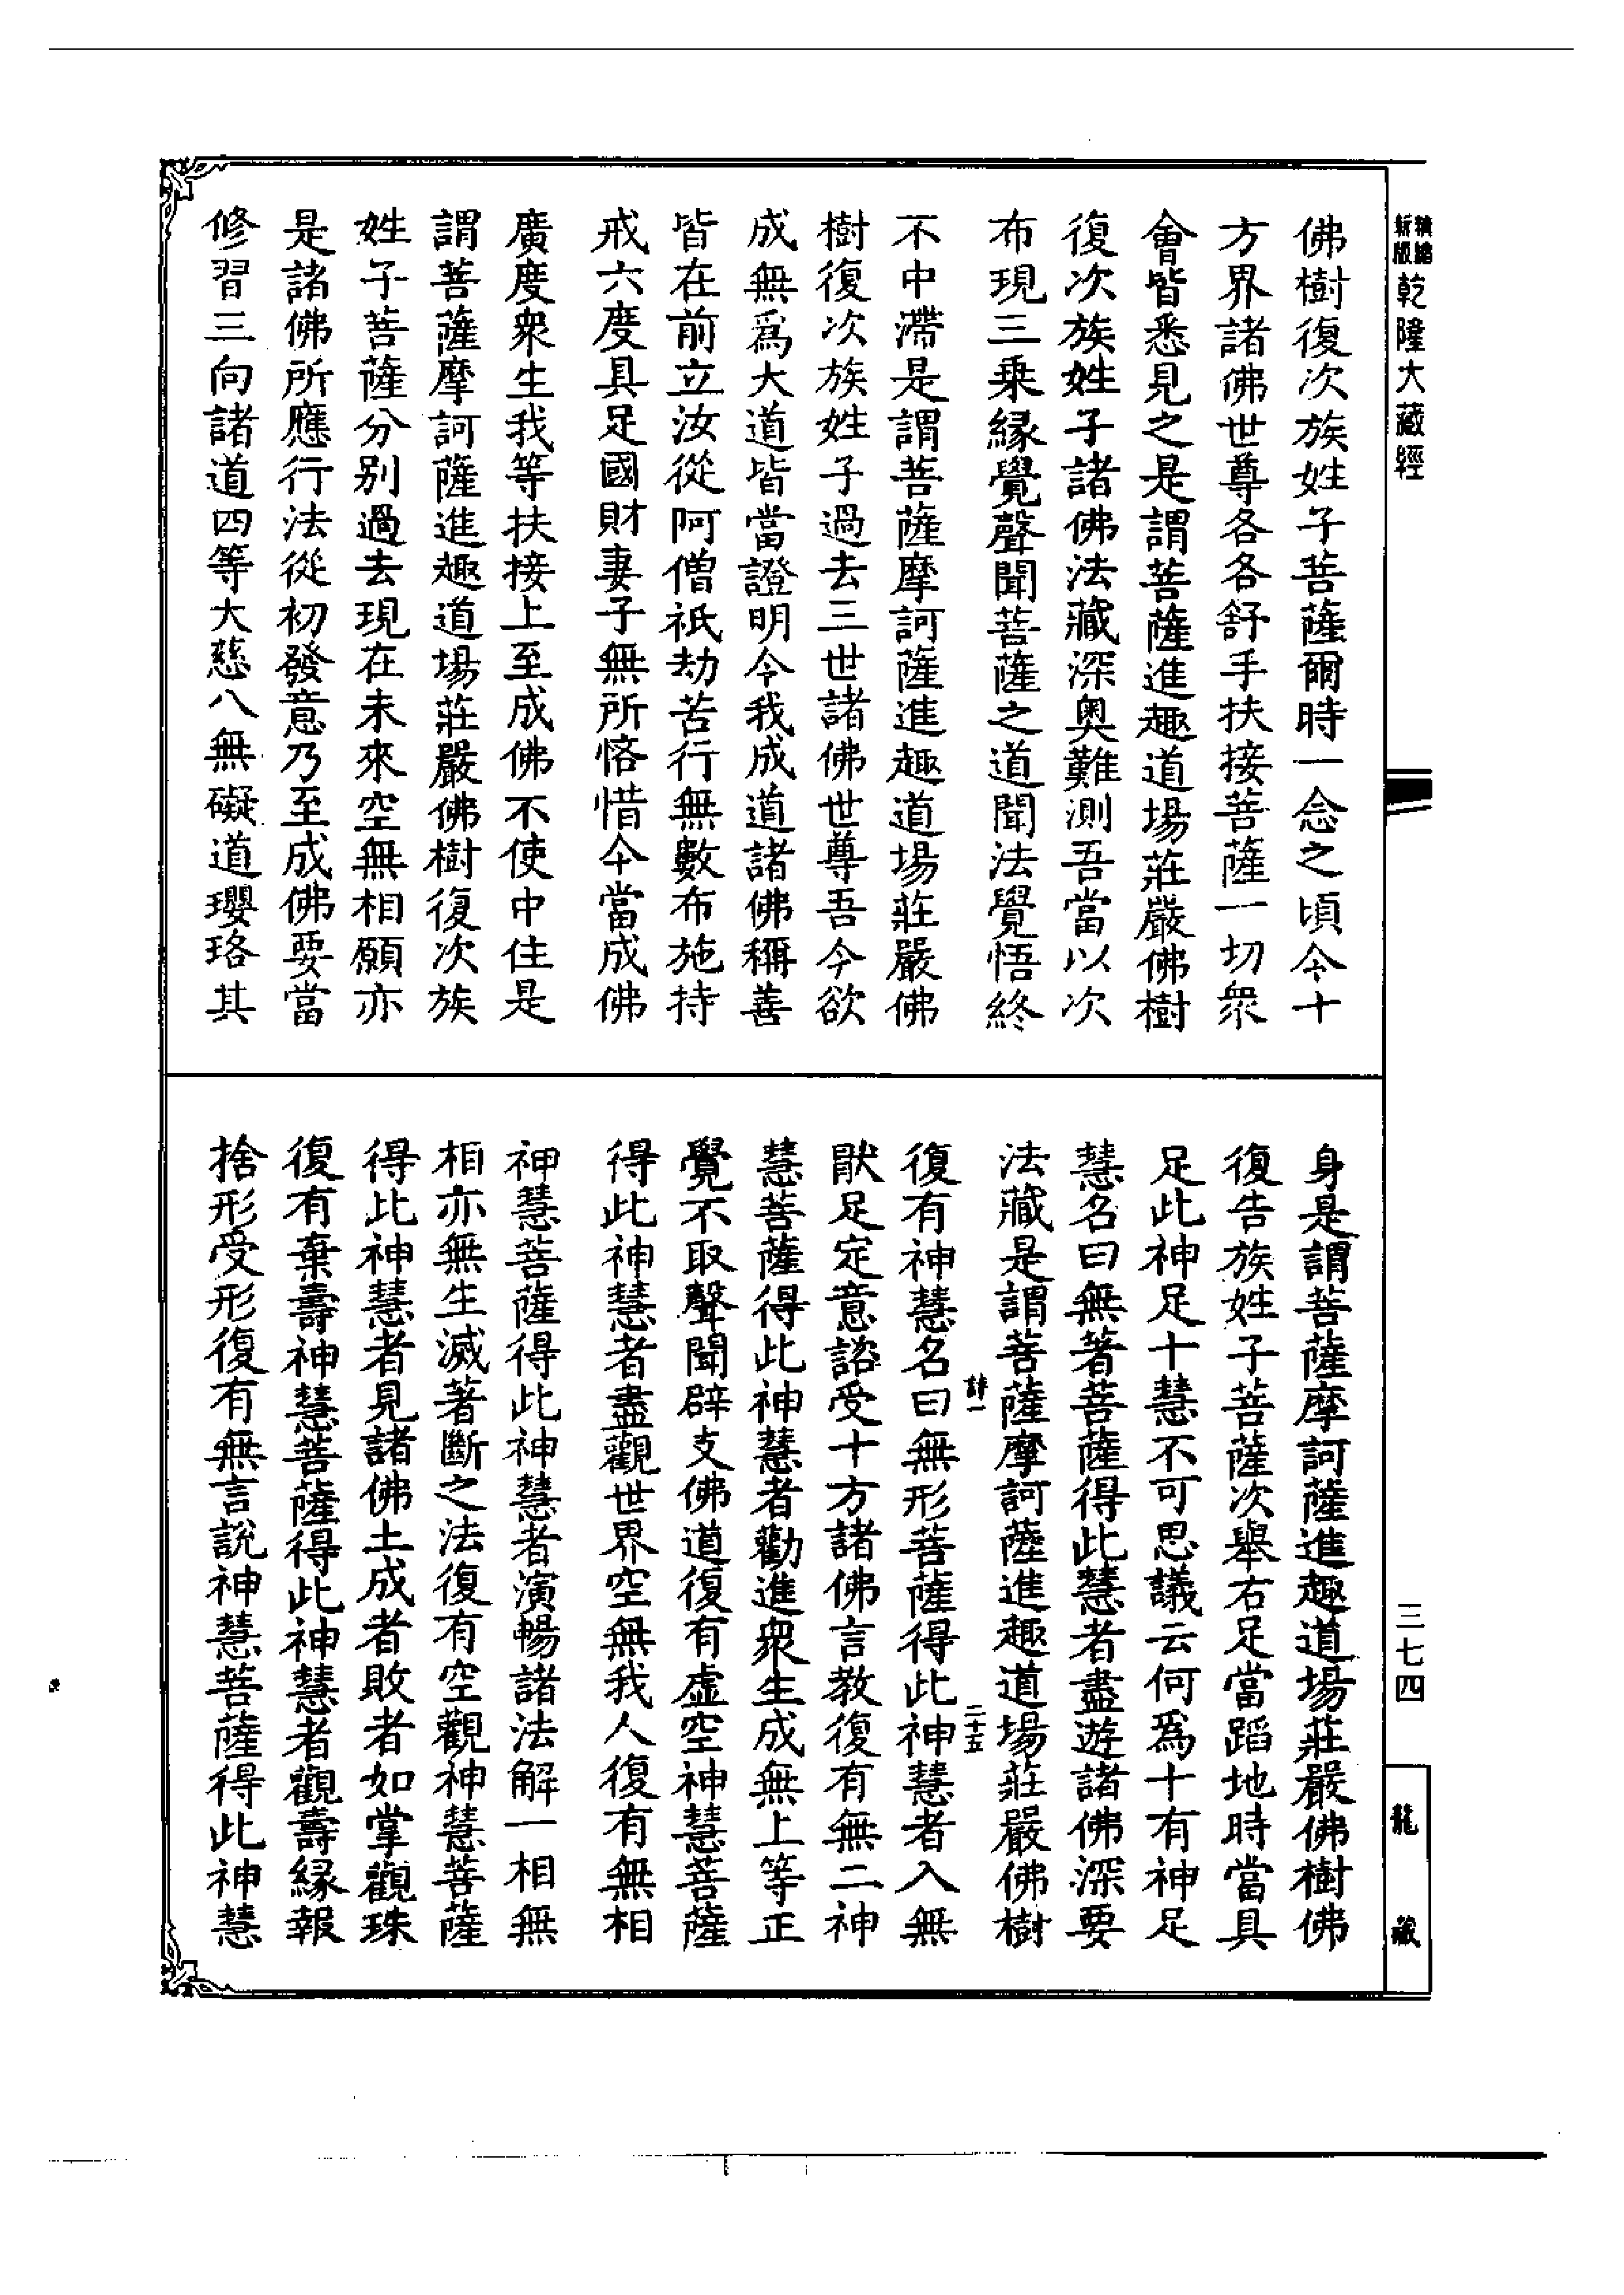 精縮新版乾隆大藏經
佛樹復次族姓子菩薩爾時一念之頃令十
方界諸佛世尊各各舒手扶接菩薩一切眾
會皆悉見之是謂菩薩進趣道場莊嚴佛樹
復次族姓子諸佛法藏深奧難測吾當以次
布現三乘緣覺聲聞菩薩之道聞法覺悟終
不中滯是謂菩薩摩訶薩進趣道場莊嚴佛
樹復次族姓子過去三世諸佛世尊吾今欲
成無為大道皆當證明今我成道諸佛稱善
皆在前立汝從阿僧祇劫苦行無數布施持
戒六度具足國財妻子無所悋惜今當成佛
廣度眾生我等扶接上至成佛不使中住是
謂菩薩摩訶薩進趣道場莊嚴佛樹復次族
姓子菩薩分別過去現在未來空無相願亦
是諸佛所應行法從初發意乃至成佛要當
修習三向諸道四等大慈八無礙道瓔珞其
身是謂菩薩摩訶薩進趣道場莊嚴佛樹佛
復告族姓子菩薩次舉右足當蹈地時當具
足此神足十慧不可思議云何為十有神足
慧名曰無著菩薩得此慧者盡遊諸佛深要
法藏是謂菩薩摩訶薩進趣道場莊嚴佛樹
二十五
復有神慧名曰無形菩薩得此神慧者入無
猒足定意諮受十方諸佛言教復有無二神
慧菩薩得此神慧者勸進眾生成無上等正
覺不取聲聞辟支佛道復有虛空神慧菩薩
得此神慧者盡觀世界空無我人復有無相
神慧菩薩得此神慧者演暢諸法解一相無
相亦無生滅著斷之法復有空觀神慧菩薩
得此神慧者見諸佛土成者敗者如掌觀珠
復有棄壽神慧菩薩得此神慧者觀壽緣報
捨形受形復有無言說神慧菩薩得此神慧
三七四
龍藏